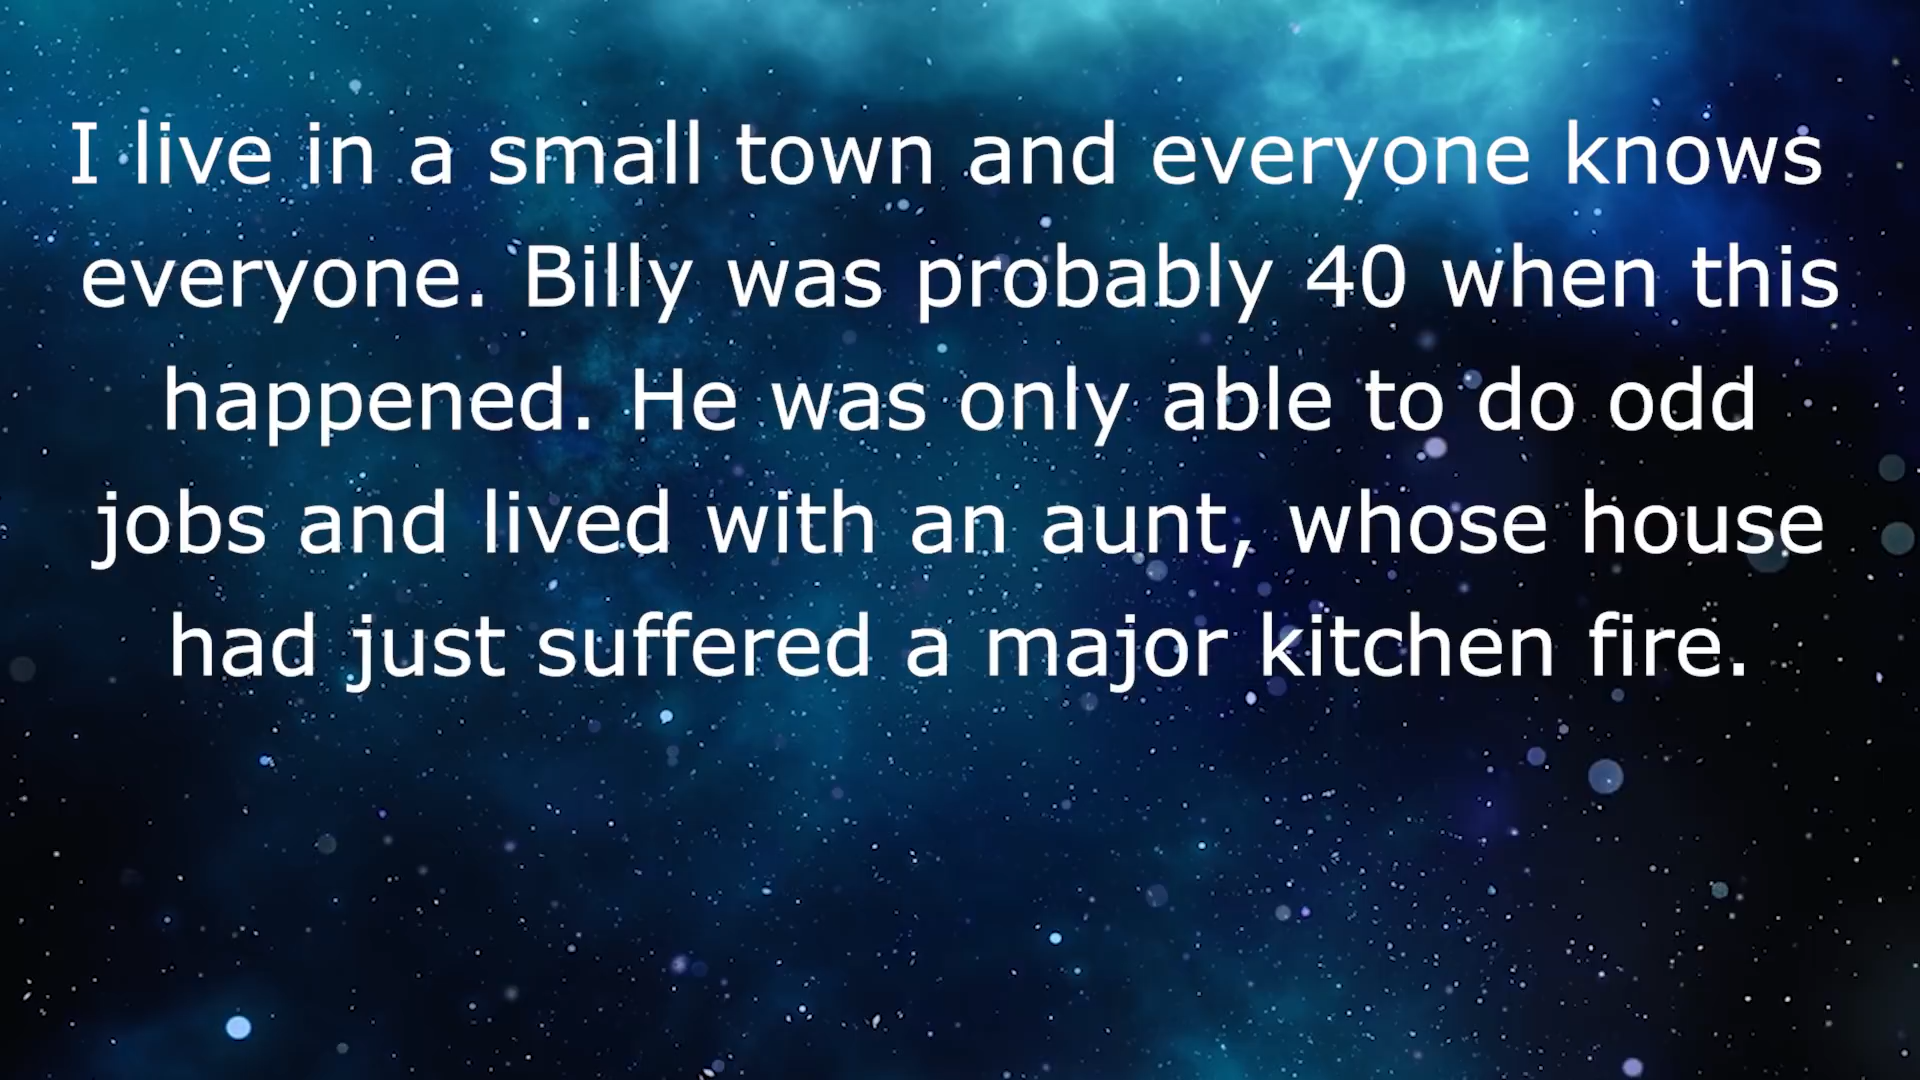 I live in a small town and everyone knows
everyone. Billy was probably 40 when this
happened. He was only able to do odd
jobs and lived with an aunt, whose house
had just suffered a major kitchen fire.